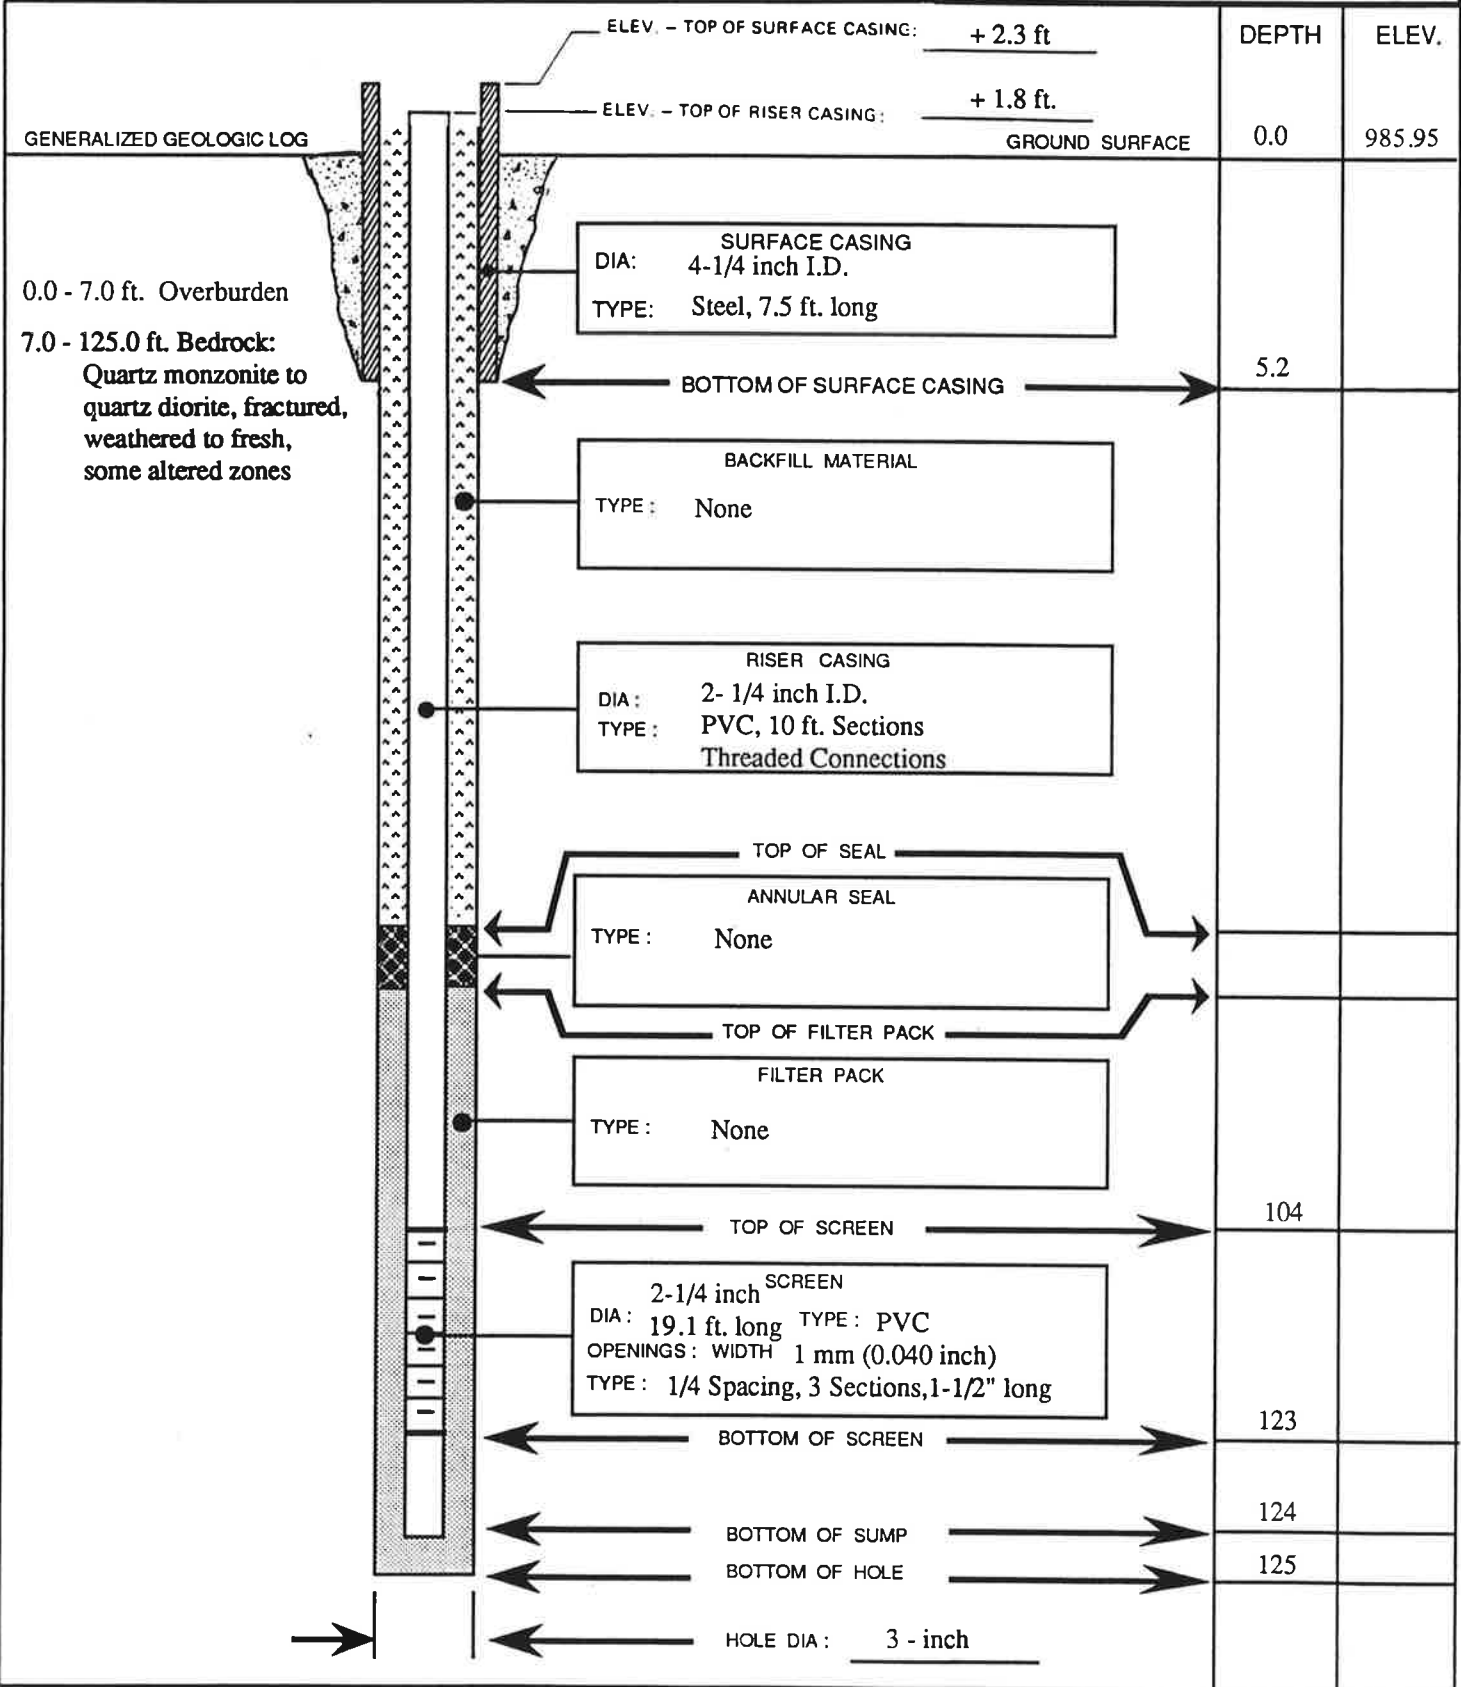 ELEV. – TOP OF SURFACE CASING: + 2.3 ft
DEPTH ELEV.
ELEV. – TOP OF RISER CASING: + 1.8 ft.
GENERALIZED GEOLOGIC LOG
GROUND SURFACE 0.0 985.95
SURFACE CASING
DIA: 4-1/4 inch I.D.
TYPE: Steel, 7.5 ft. long
0.0 - 7.0 ft. Overburden
7.0 - 125.0 ft. Bedrock:
Quartz monzonite to
quartz diorite, fractured,
weathered to fresh,
some altered zones
BOTTOM OF SURFACE CASING 5.2
BACKFILL MATERIAL
TYPE: None
RISER CASING
DIA: 2- 1/4 inch I.D.
TYPE: PVC, 10 ft. Sections
Threaded Connections
TOP OF SEAL
ANNULAR SEAL
TYPE: None
TOP OF FILTER PACK
FILTER PACK
TYPE: None
TOP OF SCREEN 104
SCREEN
2-1/4 inch
DIA: 19.1 ft. long TYPE: PVC
OPENINGS: WIDTH 1 mm (0.040 inch)
TYPE: 1/4 Spacing, 3 Sections,1-1/2" long
BOTTOM OF SCREEN 123
BOTTOM OF SUMP 124
BOTTOM OF HOLE 125
HOLE DIA: 3 - inch